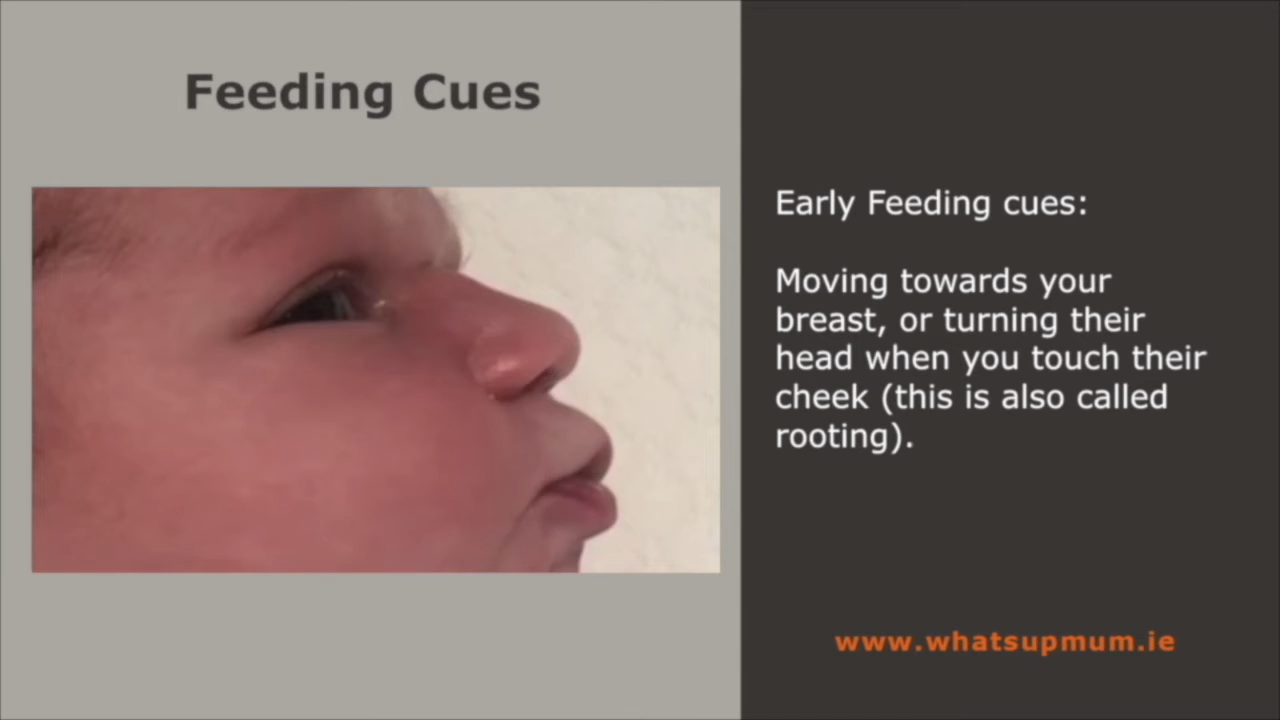 Feeding Cues
Early Feeding cues:
Moving towards your
breast, or turning their
head when you touch their
cheek (this is also called
rooting).
www.whatsupmum.ie